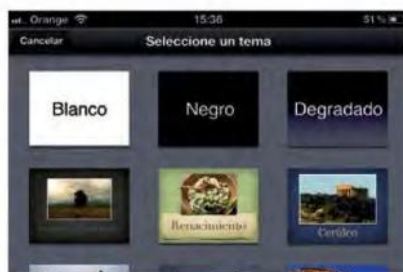 Orange 15:36 51 %
Cancelar Seleccione un tema
Blanco Negro Degradado
Renacimiento Cerúleo